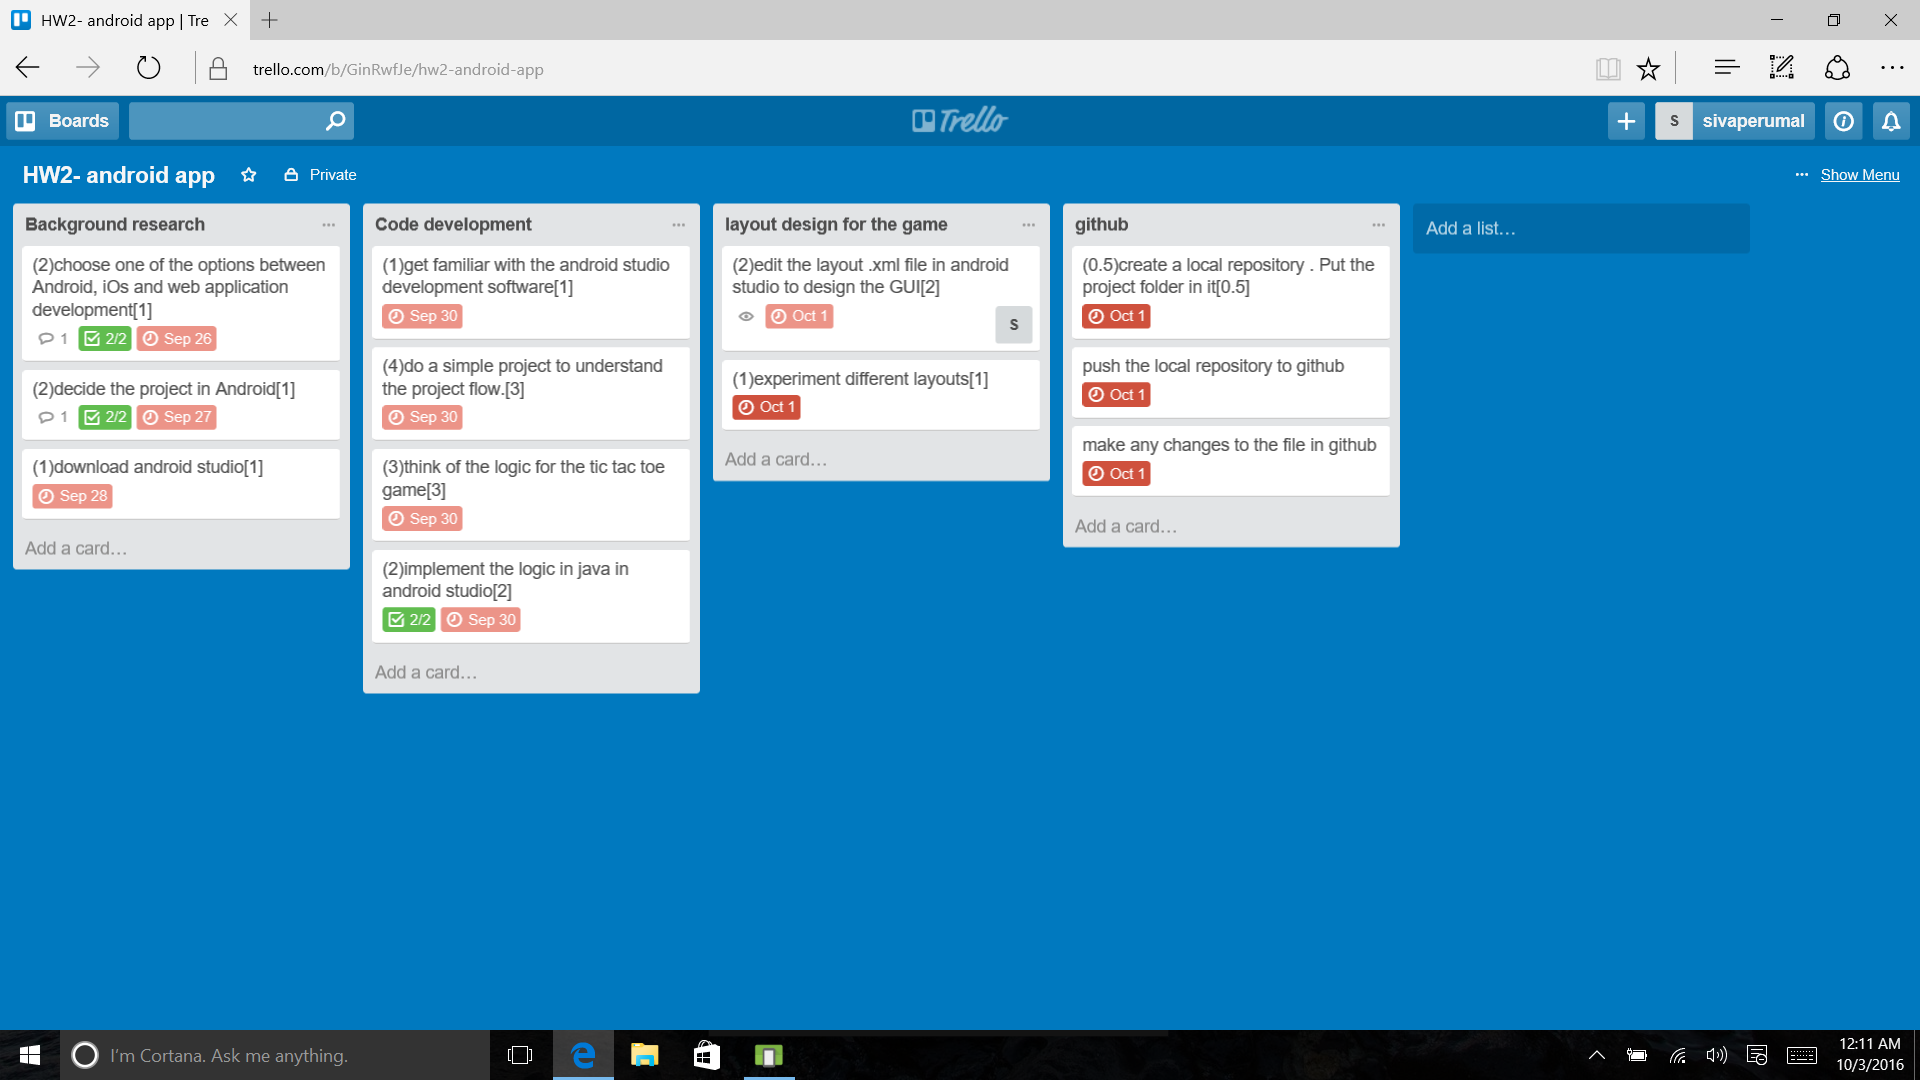 HW2- android app | Tre
trello.com/b/GinRwfJe/hw2-android-app
Boards
Trello
S
sivaperumal
HW2- android app
Private
Show Menu
Background research
(2)choose one of the options between
Android, iOs and web application
development[1]
1
2/2
Sep 26
(2)decide the project in Android[1]
1
2/2
Sep 27
(1)download android studio[1]
Sep 28
Add a card…
Code development
(1)get familiar with the android studio
development software[1]
Sep 30
(4)do a simple project to understand
the project flow.[3]
Sep 30
(3)think of the logic for the tic tac toe
game[3]
Sep 30
(2)implement the logic in java in
android studio[2]
2/2
Sep 30
Add a card…
layout design for the game
(2)edit the layout .xml file in android
studio to design the GUI[2]
Oct 1
S
(1)experiment different layouts[1]
Oct 1
Add a card…
github
(0.5)create a local repository . Put the
project folder in it[0.5]
Oct 1
push the local repository to github
Oct 1
make any changes to the file in github
Oct 1
Add a card…
Add a list…
I'm Cortana. Ask me anything.
12:11 AM
10/3/2016